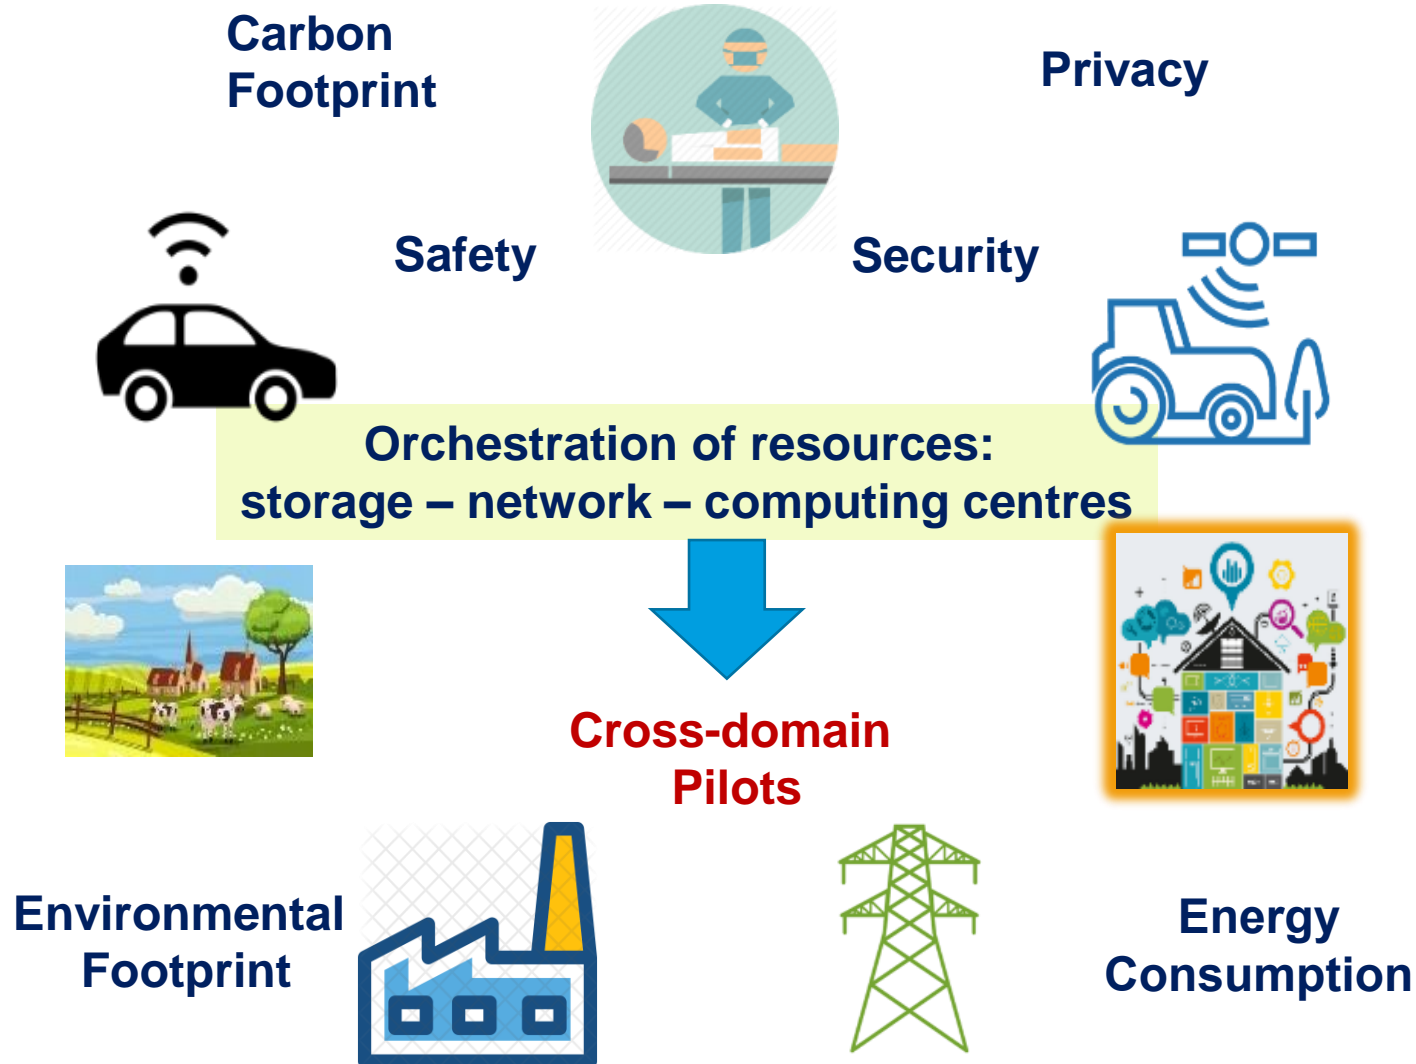 Carbon
Footprint
Privacy
Safety
Security
Orchestration of resources:
storage – network – computing centres
Cross-domain
Pilots
Environmental
Footprint
Energy
Consumption